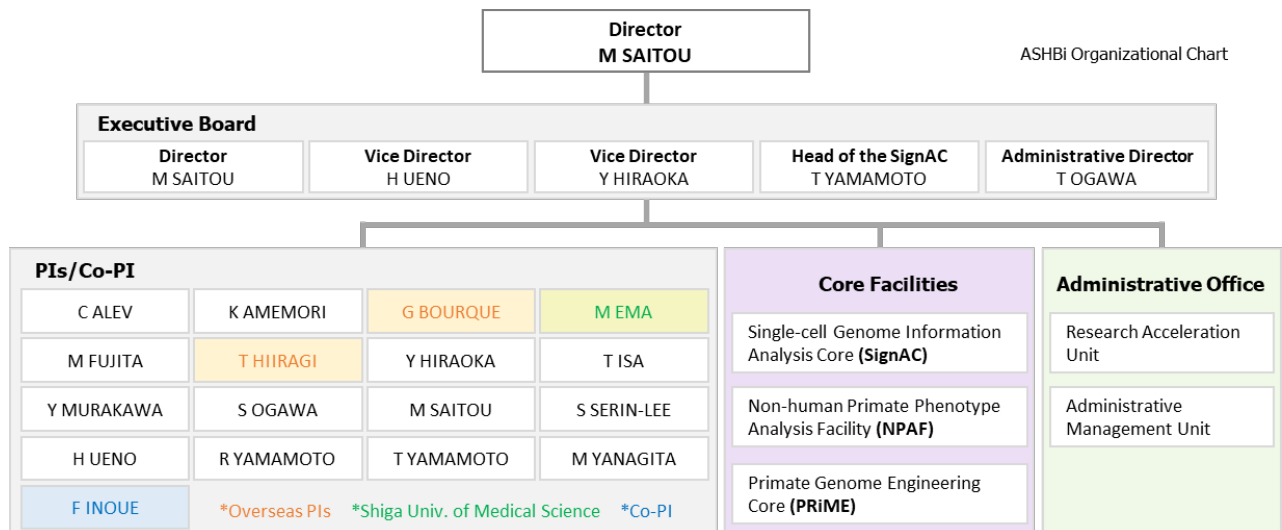 Director
M SAITOU
ASHBi Organizational Chart
Executive Board
Director
M SAITOU
Vice Director
H UENO
Vice Director
Y HIRAOKA
Head of the SignAC
T YAMAMOTO
Administrative Director
T OGAWA
PIs/Co-PI
C ALEV
K AMEMORI
G BOURQUE
M EMA
M FUJITA
T HIIRAGI
Y HIRAOKA
T ISA
Y MURAKAWA
S OGAWA
M SAITOU
S SERIN-LEE
H UENO
R YAMAMOTO
T YAMAMOTO
M YANAGITA
F INOUE
*Overseas PIs
*Shiga Univ. of Medical Science
*Co-PI
Core Facilities
Single-cell Genome Information
Analysis Core (SignAC)
Non-human Primate Phenotype
Analysis Facility (NPAF)
Primate Genome Engineering
Core (PRiME)
Administrative Office
Research Acceleration
Unit
Administrative
Management Unit